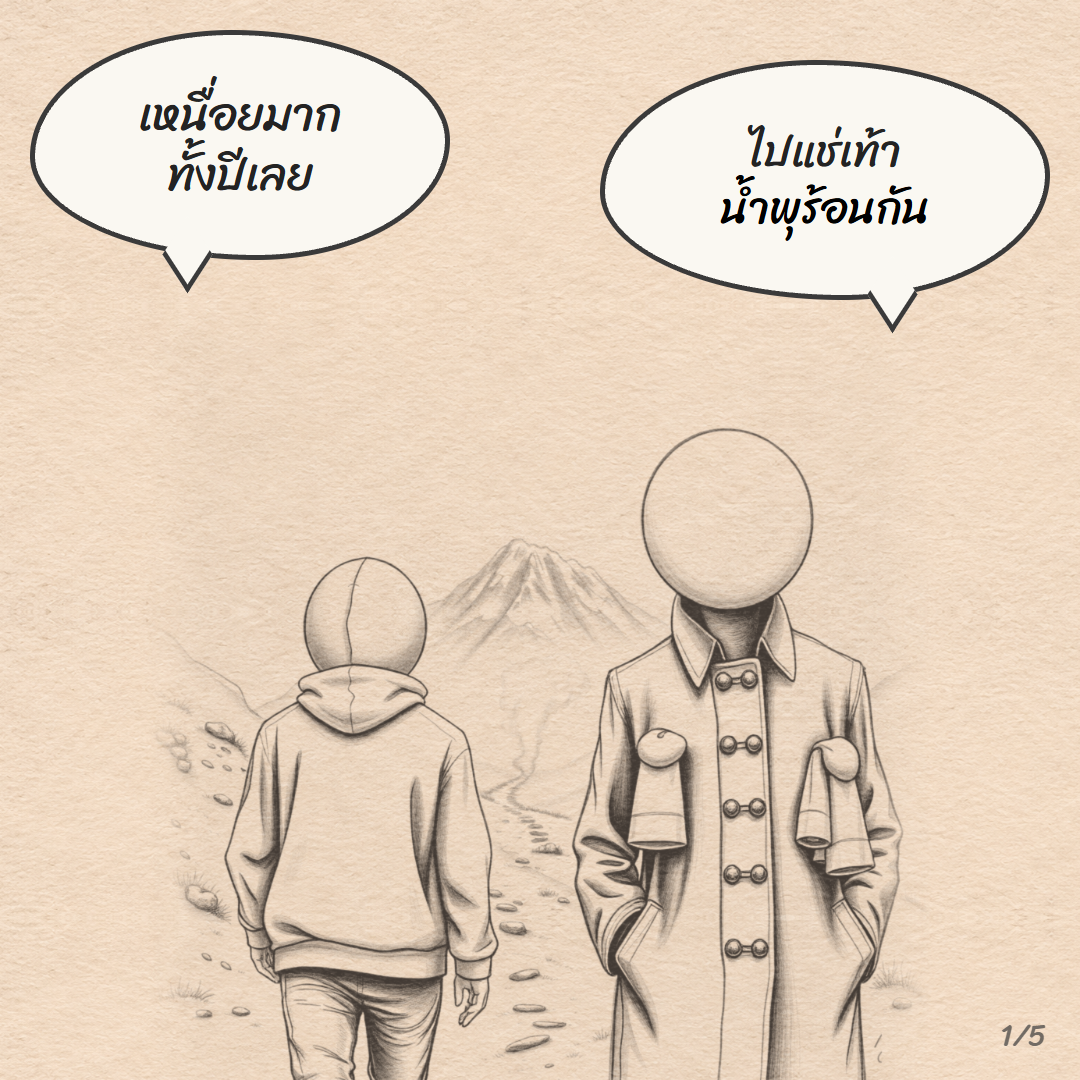 เหนื่อยมาก
ทั้งปีเลย
ไปแช่เท้า
น้ำพุร้อนกัน
1/5